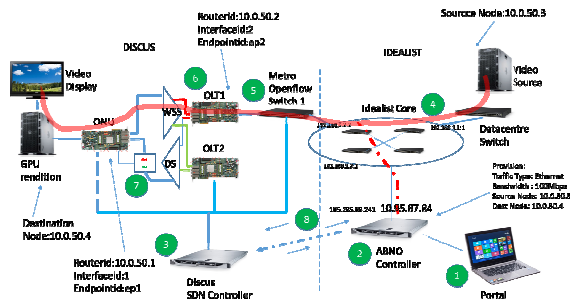 Source Node:10.0.50.3
Routerid:10.0.50.2
Interfaceid:2
Endpointid:ep2
DISCUS
IDEALIST
Video
Display
6
OLT1
5
Metro
Openflow
Switch 1
Video
Source
WSS
Idealist Core
4
ONU
Datacentre
Switch
GPU
rendition
OLT2
7
DS
Provision:
Traffic Type: Ethernet
Bandwidth : 100Mbps
Source Node: 10.0.50.3
Dest Node: 10.0.50.4
10.95.87.84
Destination
Node:10.0.50.4
8
3
2
1
ABNO
Controller
Routerid:10.0.50.1
Interfaceid:1
Endpointid:ep1
Discus
SDN Controller
Portal